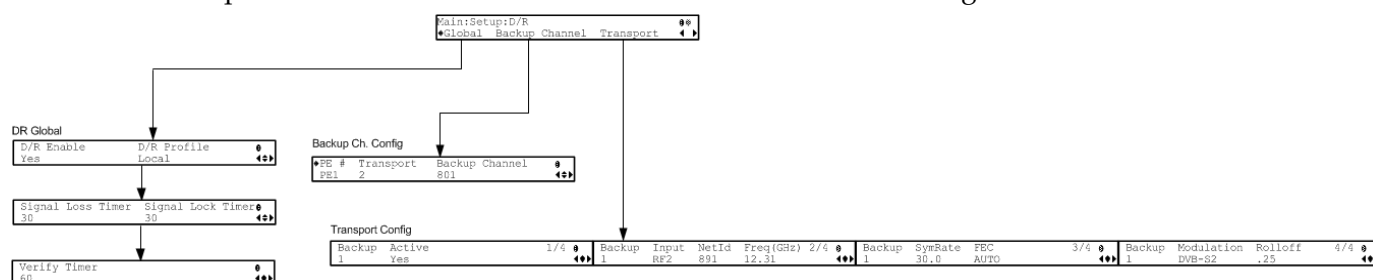 Main:Setup:D/R
Global Backup Channel Transport
DR Global
D/R Enable D/R Profile
Yes Local
Signal Loss Timer Signal Lock Timer
30 30
Verify Timer
60
Backup Ch. Config
PE # Transport Backup Channel
PE1 2 801
Transport Config
Backup Active 1/4
1 Yes
Backup Input NetId Freq(GHz) 2/4
1 RF2 891 12.31
Backup SymRate FEC 3/4
1 30.0 AUTO
Backup Modulation Rolloff 4/4
1 DVB-S2 .25